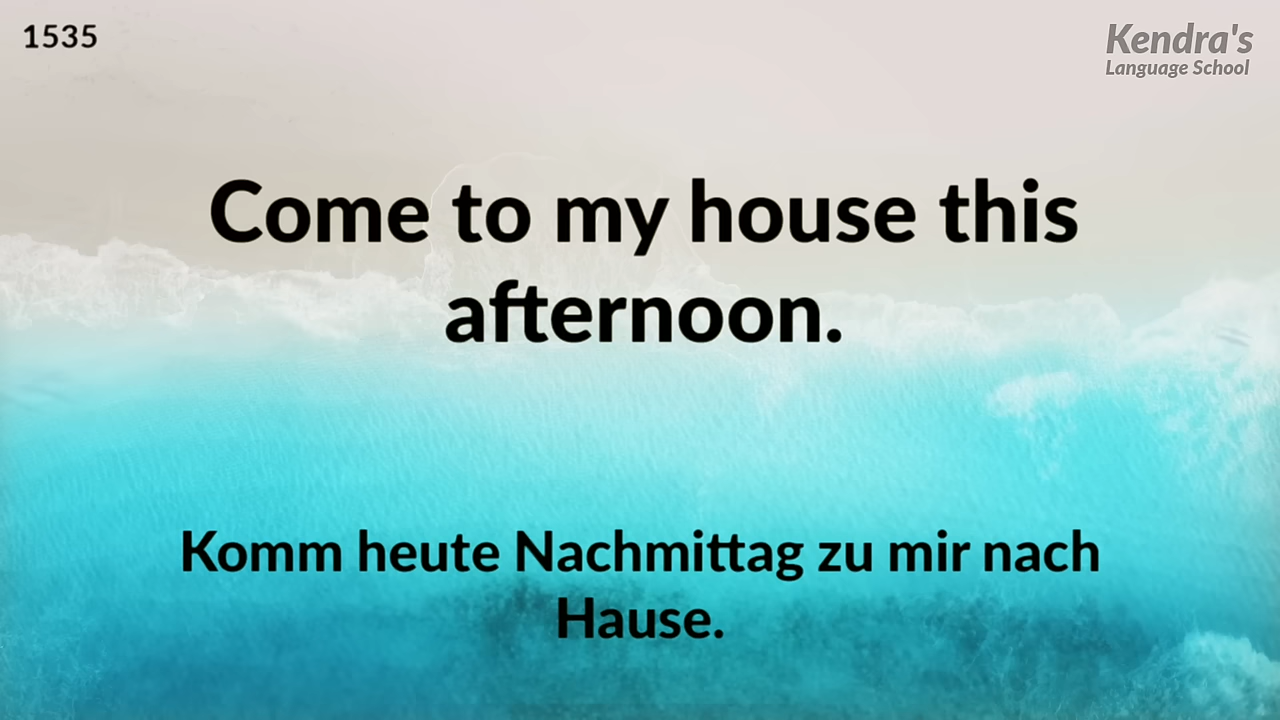 1535
Kendra's
Language School
Come to my house this
afternoon.
Komm heute Nachmittag zu mir nach
Hause.